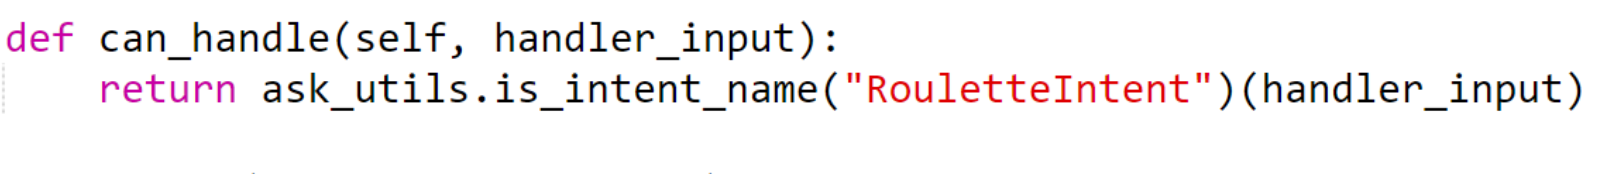 def can_handle(self, handler_input):
    return ask_utils.is_intent_name("RouletteIntent")(handler_input)